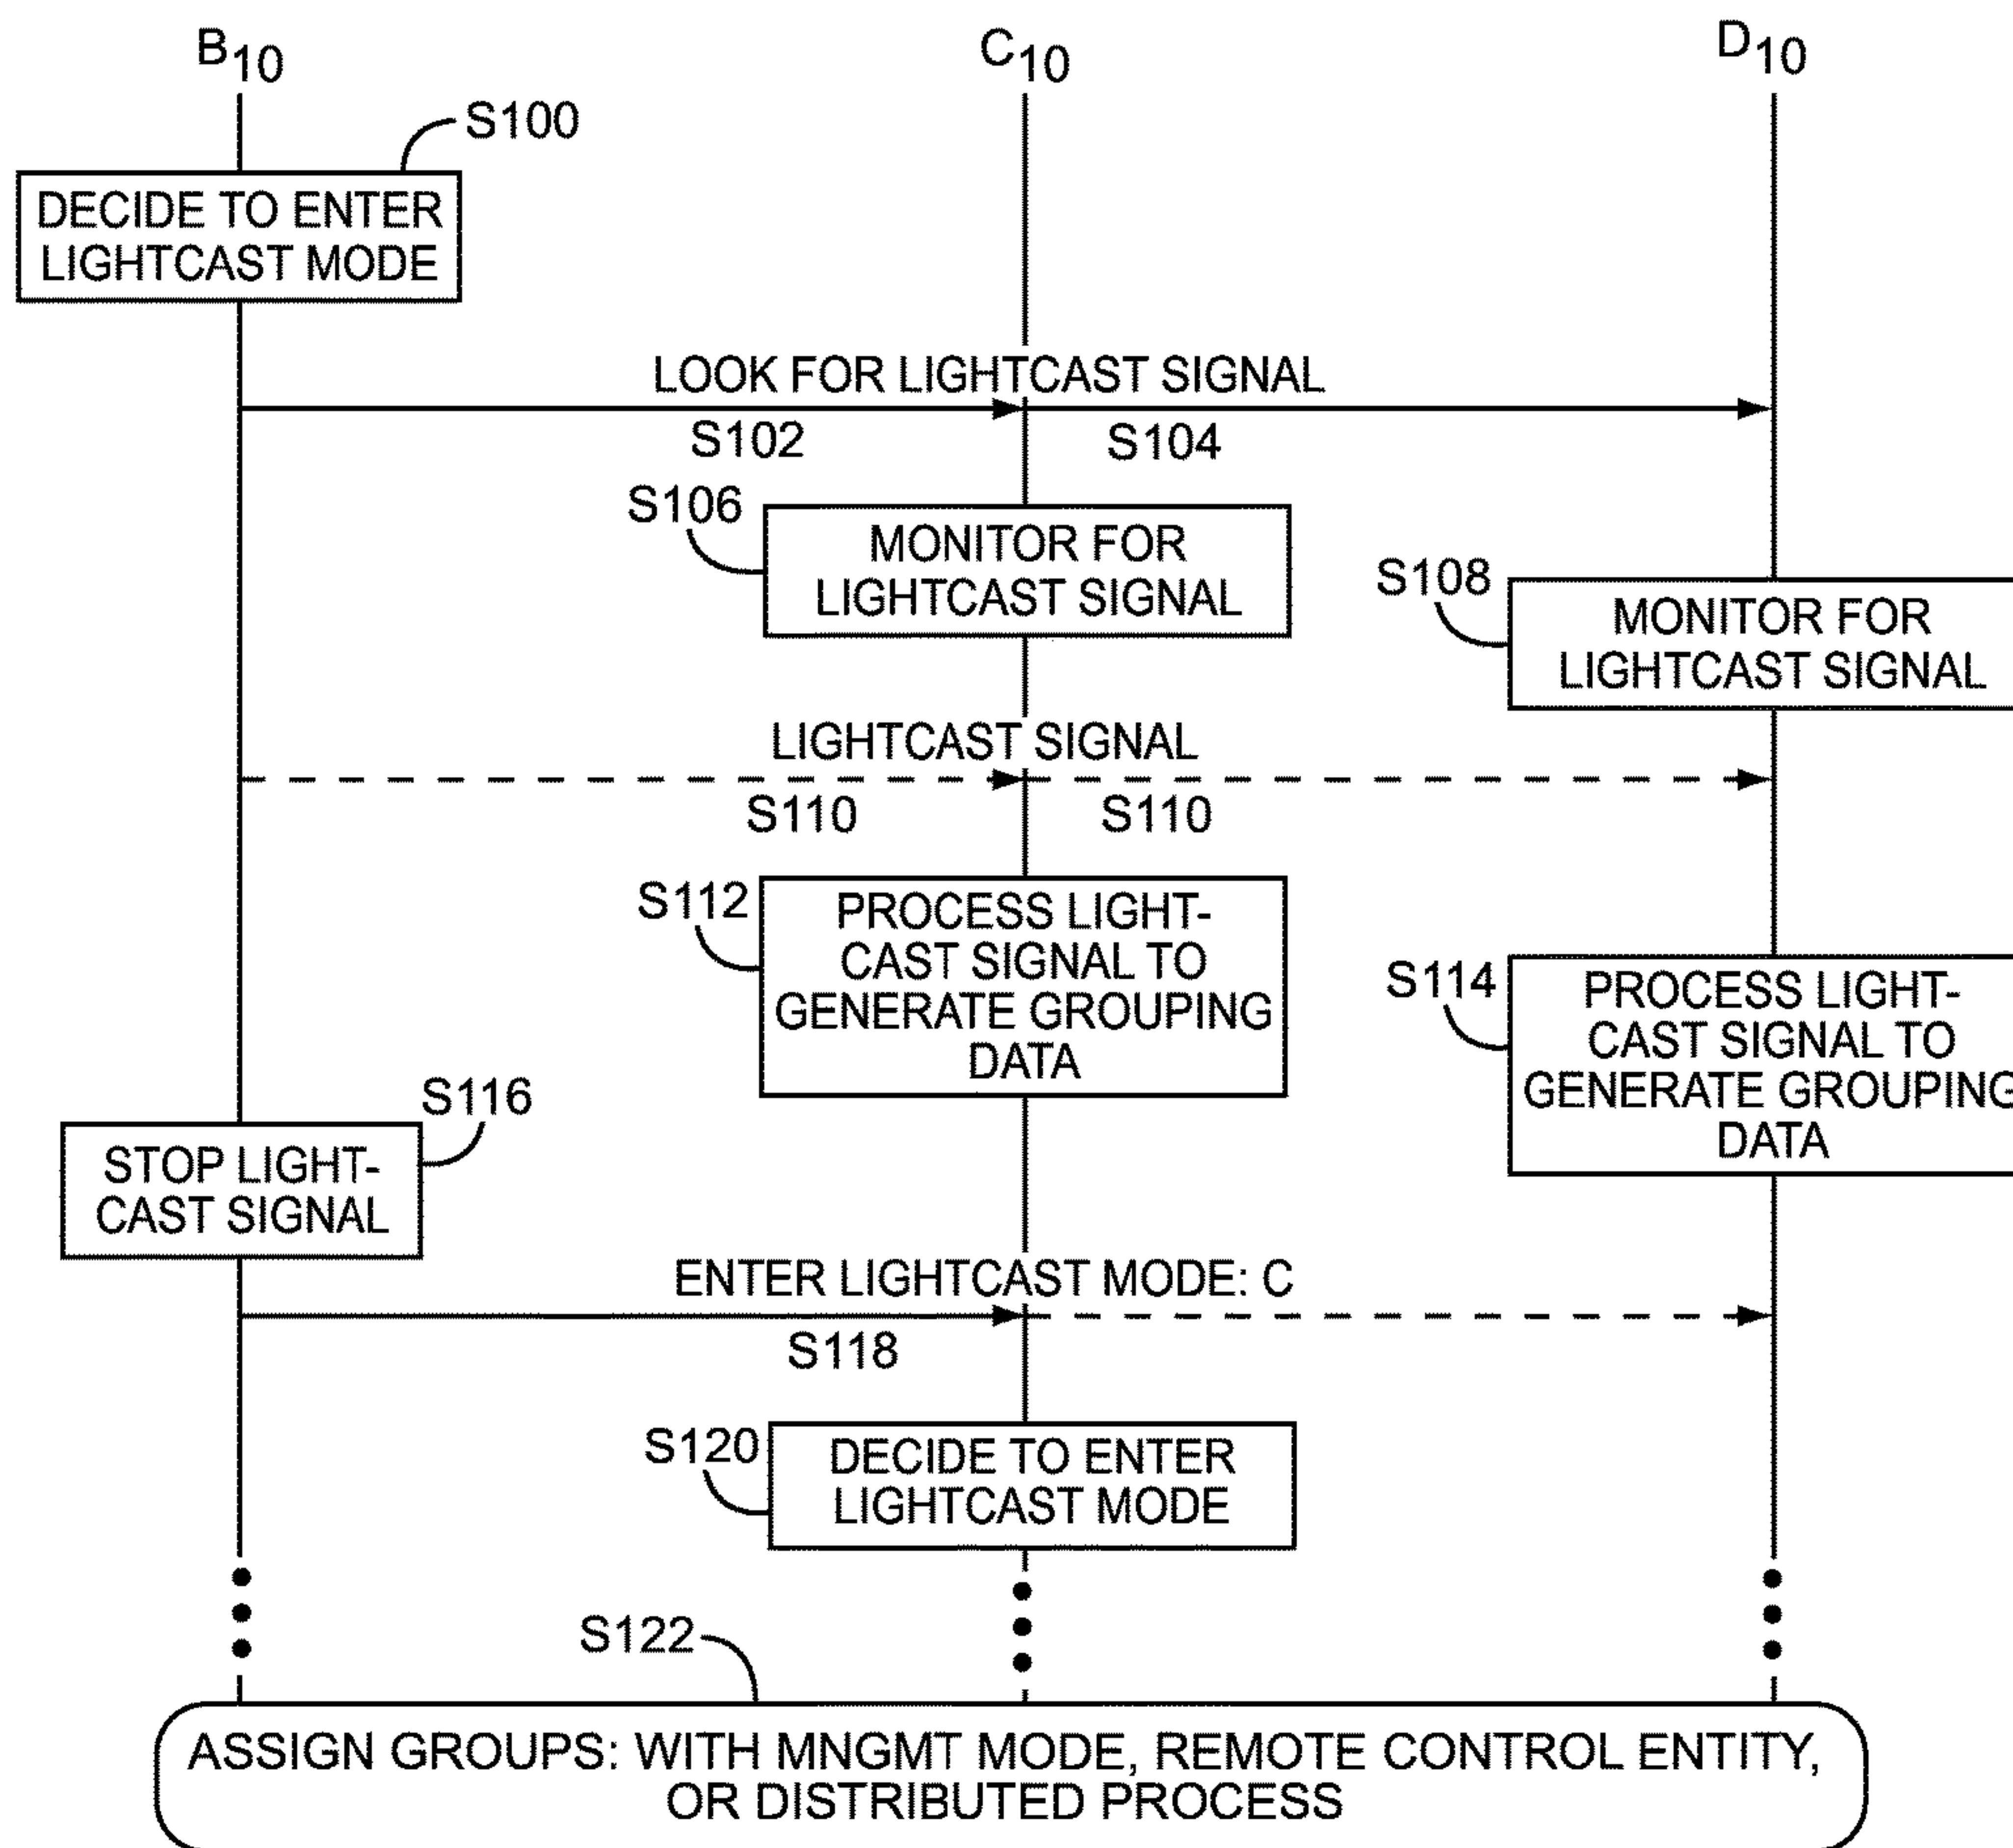 B10
C10
D10
S100
DECIDE TO ENTER
LIGHTCAST MODE
LOOK FOR LIGHTCAST SIGNAL
S102
S104
S106
MONITOR FOR
LIGHTCAST SIGNAL
S108
MONITOR FOR
LIGHTCAST SIGNAL
LIGHTCAST SIGNAL
S110
S110
S112
PROCESS LIGHT-
CAST SIGNAL TO
GENERATE GROUPING
DATA
S114
PROCESS LIGHT-
CAST SIGNAL TO
GENERATE GROUPING
DATA
S116
STOP LIGHT-
CAST SIGNAL
ENTER LIGHTCAST MODE: C
S118
S120
DECIDE TO ENTER
LIGHTCAST MODE
S122
ASSIGN GROUPS: WITH MNGMT MODE, REMOTE CONTROL ENTITY,
OR DISTRIBUTED PROCESS